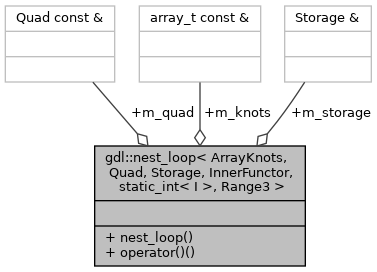 Quad const &
array_t const &
Storage &
+m_quad
+m_knots
+m_storage
gdl::nest_loop< ArrayKnots,
Quad, Storage, InnerFunctor,
static_int< I >, Range3 >
+ nest_loop()
+ operator()()